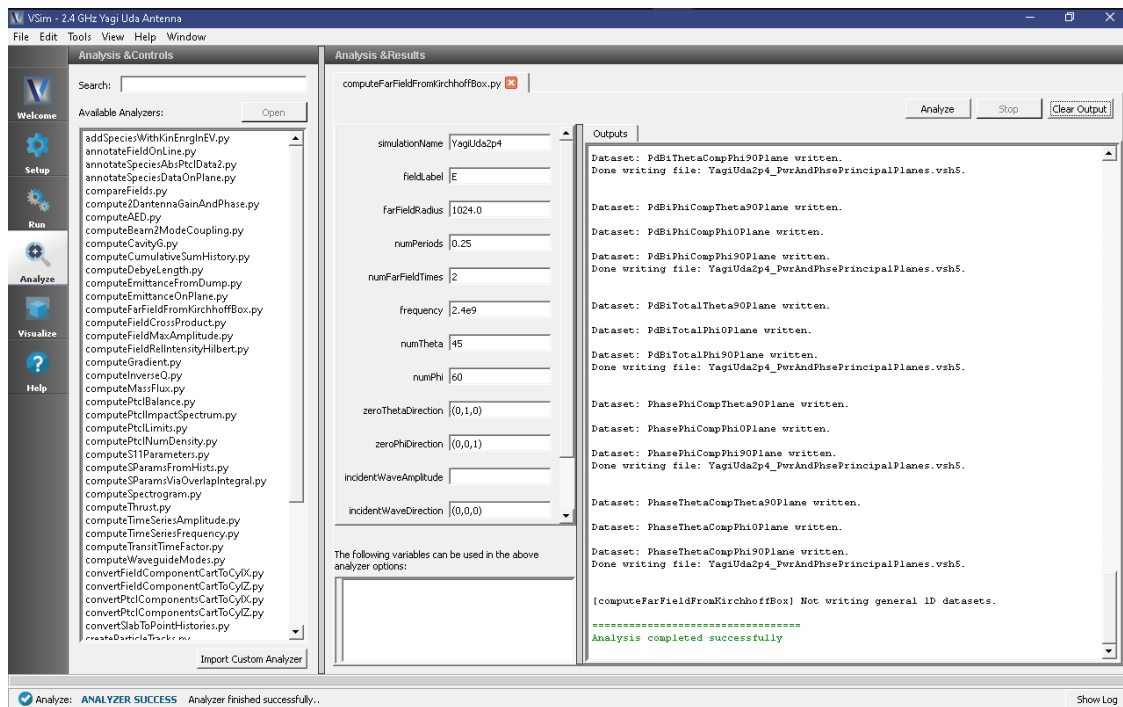 VSim - 2.4 GHz Yagi Uda Antenna
File Edit Tools View Help Window
Welcome
Setup
Run
Analyze
Visualize
Help
Analysis &Controls
Search:
Available Analyzers:
Open
addSpeciesWithKinEnrgInEV.py
annotateFieldOnLine.py
annotateSpeciesAbsPtclData2.py
annotateSpeciesDataOnPlane.py
compareFields.py
compute2DantennaGainAndPhase.py
computeAED.py
computeBeam2ModeCoupling.py
computeCavityG.py
computeCumulativeSumHistory.py
computeDebyeLength.py
computeEmittanceFromDump.py
computeEmittanceOnPlane.py
computeFarFieldFromKirchhoffBox.py
computeFieldCrossProduct.py
computeFieldMaxAmplitude.py
computeFieldRelIntensityHilbert.py
computeGradient.py
computeInverseQ.py
computeMassFlux.py
computePtclBalance.py
computePtclImpactSpectrum.py
computePtclLimits.py
computePtclNumDensity.py
computeS11Parameters.py
computeSParamsFromHists.py
computeSParamsViaOverlapIntegral.py
computeSpectrogram.py
computeThrust.py
computeTimeSeriesAmplitude.py
computeTimeSeriesFrequency.py
computeTransitTimeFactor.py
computeWaveguideModes.py
convertFieldComponentCartToCylX.py
convertFieldComponentCartToCylZ.py
convertPtclComponentsCartToCylX.py
convertPtclComponentsCartToCylZ.py
convertSlabToPointHistories.py
createParticleTracks.py
Import Custom Analyzer
Analysis &Results
computeFarFieldFromKirchhoffBox.py
Analyze Stop Clear Output
simulationName YagiUda2p4
fieldLabel E
farFieldRadius 1024.0
numPeriods 0.25
numFarFieldTimes 2
frequency 2.4e9
numTheta 45
numPhi 60
zeroThetaDirection (0,1,0)
zeroPhiDirection (0,0,1)
incidentWaveAmplitude
incidentWaveDirection (0,0,0)
The following variables can be used in the above
analyzer options:
Outputs
Dataset: PdBiThetaCompPhi90Plane written.
Done writing file: YagiUda2p4_PwrAndPhsePrincipalPlanes.vsh5.
Dataset: PdBiPhiCompTheta90Plane written.
Dataset: PdBiPhiCompPhi0Plane written.
Dataset: PdBiPhiCompPhi90Plane written.
Done writing file: YagiUda2p4_PwrAndPhsePrincipalPlanes.vsh5.
Dataset: PdBiTotalTheta90Plane written.
Dataset: PdBiTotalPhi0Plane written.
Dataset: PdBiTotalPhi90Plane written.
Done writing file: YagiUda2p4_PwrAndPhsePrincipalPlanes.vsh5.
Dataset: PhasePhiCompTheta90Plane written.
Dataset: PhasePhiCompPhi0Plane written.
Dataset: PhasePhiCompPhi90Plane written.
Done writing file: YagiUda2p4_PwrAndPhsePrincipalPlanes.vsh5.
Dataset: PhaseThetaCompTheta90Plane written.
Dataset: PhaseThetaCompPhi0Plane written.
Dataset: PhaseThetaCompPhi90Plane written.
Done writing file: YagiUda2p4_PwrAndPhsePrincipalPlanes.vsh5.
[computeFarFieldFromKirchhoffBox] Not writing general 1D datasets.
==================================
Analysis completed successfully
Analyze: ANALYZER SUCCESS Analyzer finished successfully..
Show Log